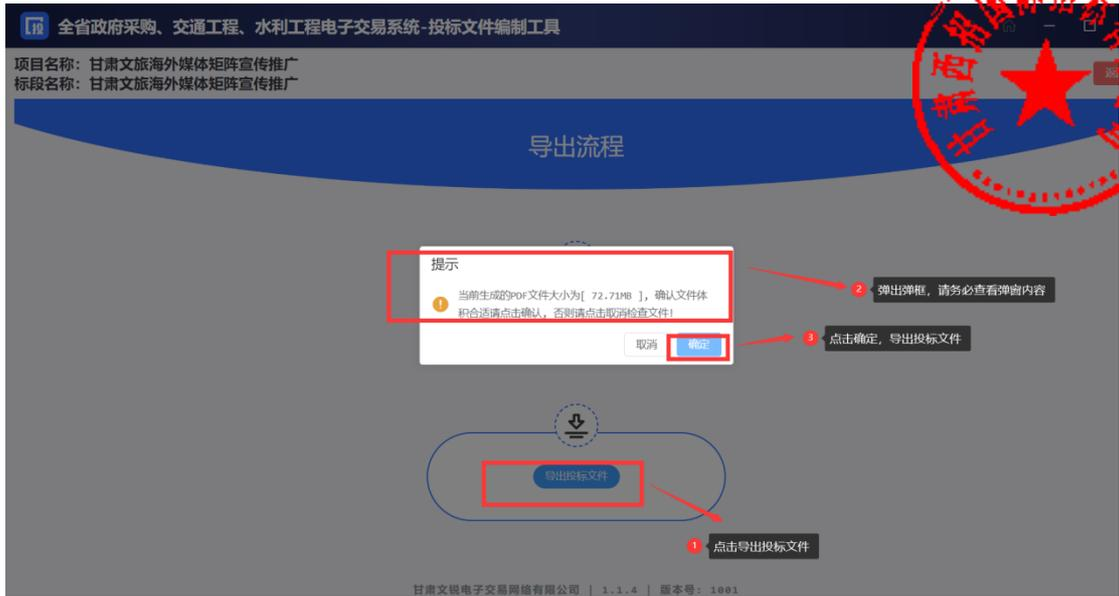 投 全省政府采购、交通工程、水利工程电子交易系统-投标文件编制工具
项目名称: 甘肃文旅海外媒体矩阵宣传推广
标段名称: 甘肃文旅海外媒体矩阵宣传推广
导出流程
提示
当前生成的PDF文件大小为[ 72.71MB ], 确认文件体
积合适请点击确认, 否则请点击取消检查文件!
2 弹出弹框, 请务必查看弹窗内容
取消 确定
3 点击确定, 导出投标文件
导出投标文件
1 点击导出投标文件
甘肃文锐电子交易网络有限公司 | 1.1.4 | 版本号: 1001
甘肃西招国际招标